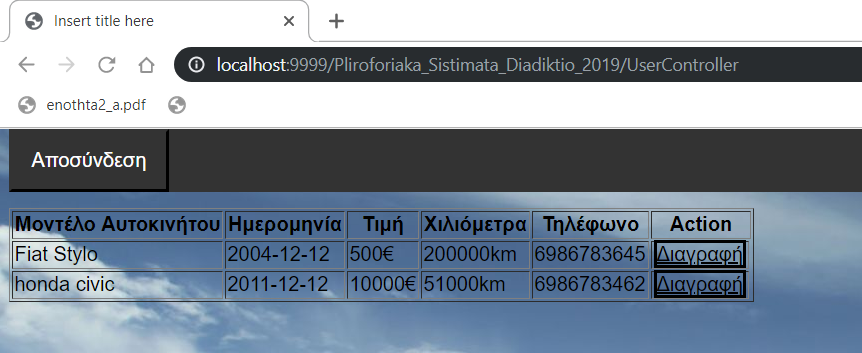 Insert title here
localhost:9999/Pliroforiaka_Sistimata_Diadiktio_2019/UserController
enothta2_a.pdf
Αποσύνδεση
Μοντέλο Αυτοκινήτου Ημερομηνία Τιμή Χιλιόμετρα Τηλέφωνο Action
Fiat Stylo 2004-12-12 500€ 200000km 6986783645 Διαγραφή
honda civic 2011-12-12 10000€ 51000km 6986783462 Διαγραφή